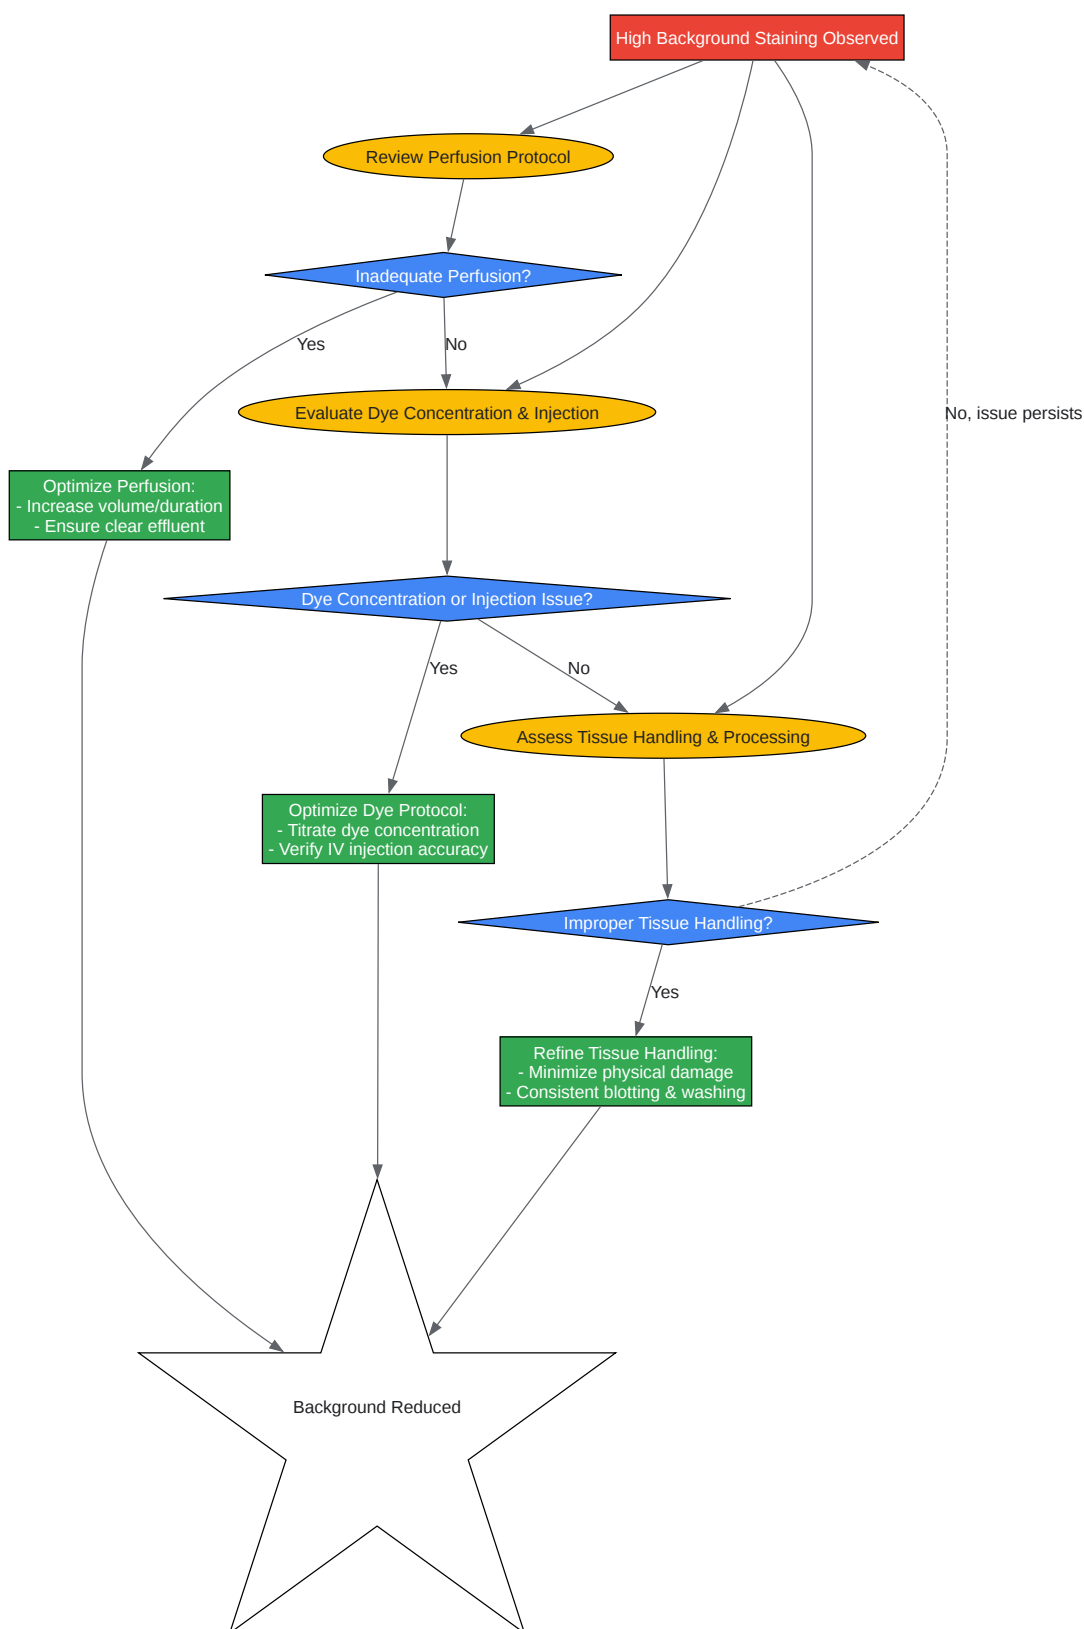 High Background Staining Observed
Review Perfusion Protocol
Inadequate Perfusion?
Yes
No
Evaluate Dye Concentration & Injection
No, issue persists
Optimize Perfusion:
- Increase volume/duration
- Ensure clear effluent
Dye Concentration or Injection Issue?
Yes
No
Assess Tissue Handling & Processing
Optimize Dye Protocol:
- Titrate dye concentration
- Verify IV injection accuracy
Improper Tissue Handling?
Yes
Refine Tissue Handling:
- Minimize physical damage
- Consistent blotting & washing
Background Reduced